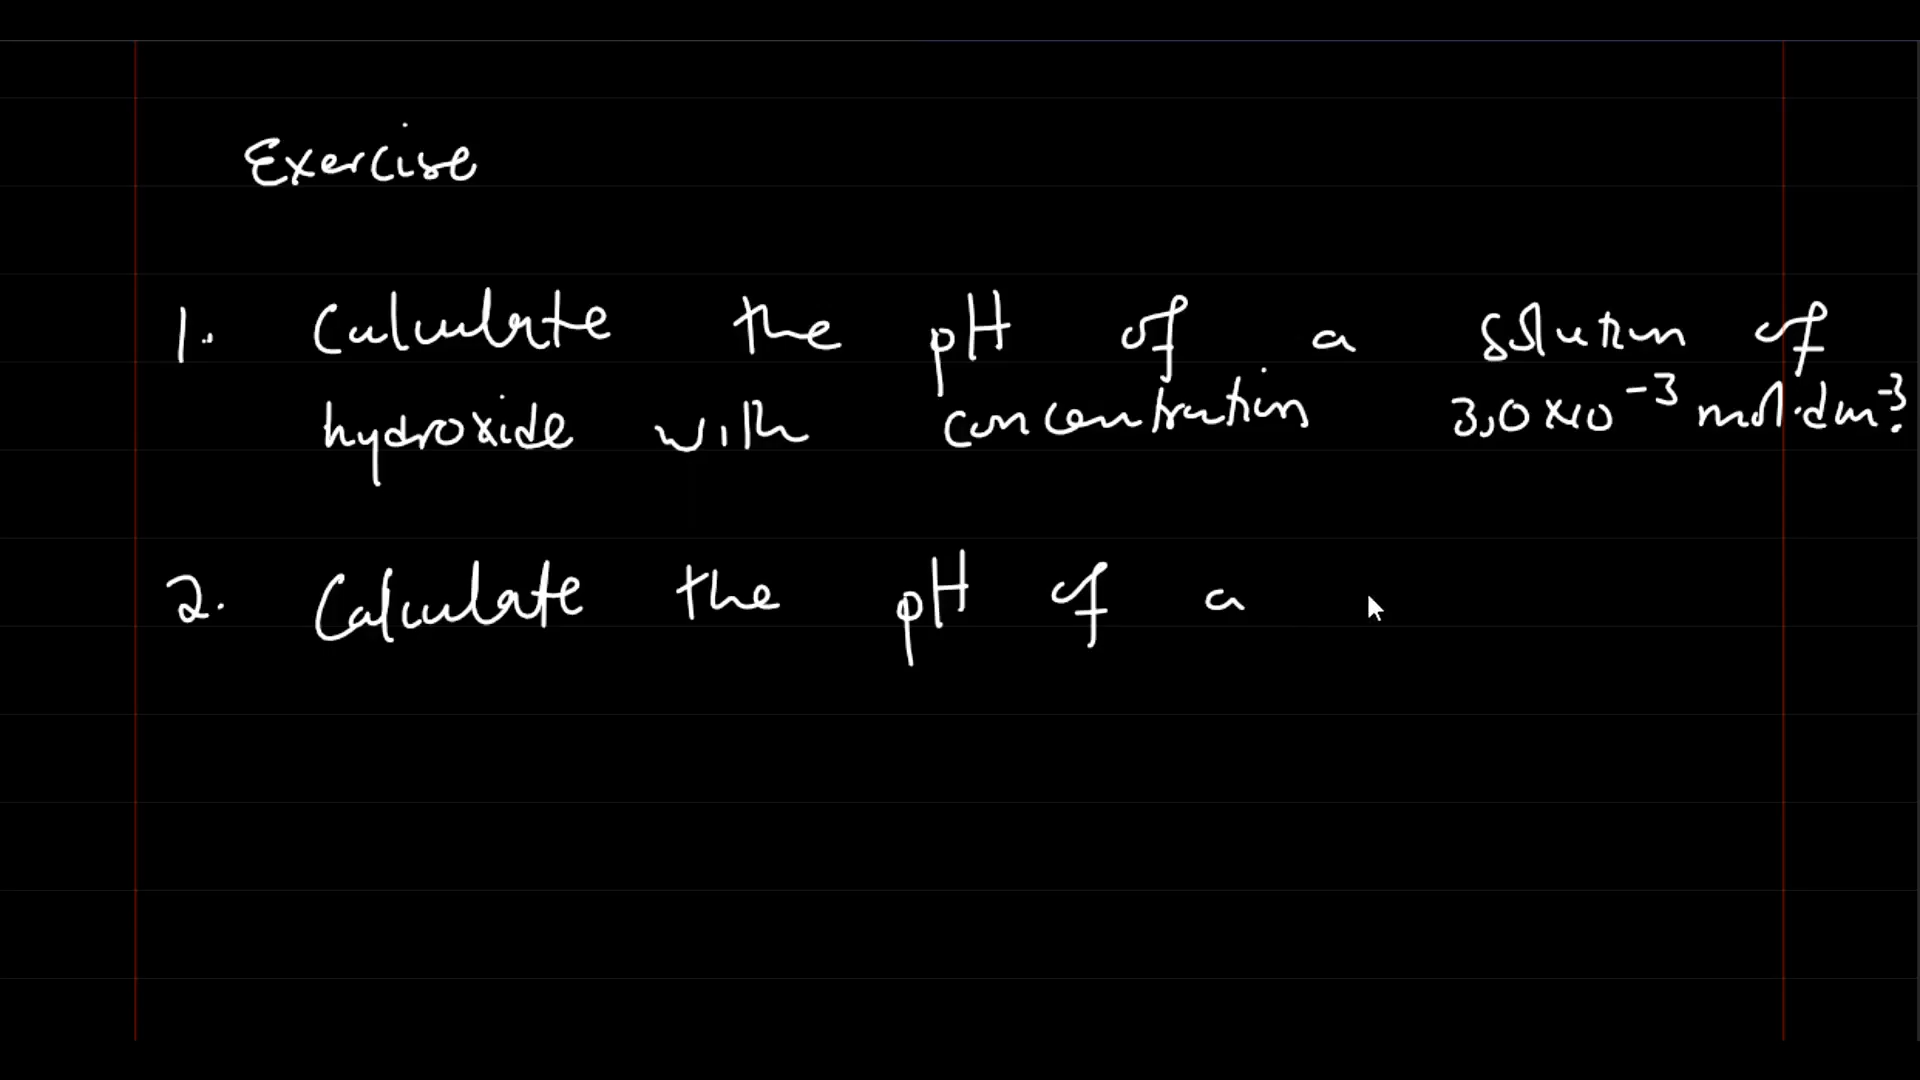 Exercise
1. Calculate the pH of a solution of
hydroxide with concentration 3,0 × 10⁻³ mol·dm⁻³?
2. Calculate the pH of a